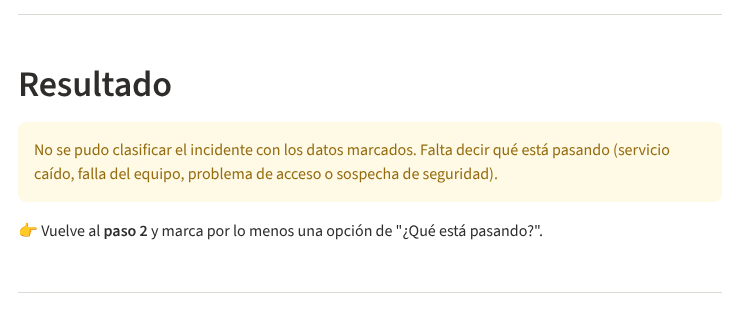 Resultado
No se pudo clasificar el incidente con los datos marcados. Falta decir qué está pasando (servicio
caído, falla del equipo, problema de acceso o sospecha de seguridad).
👉 Vuelve al paso 2 y marca por lo menos una opción de "¿Qué está pasando?".